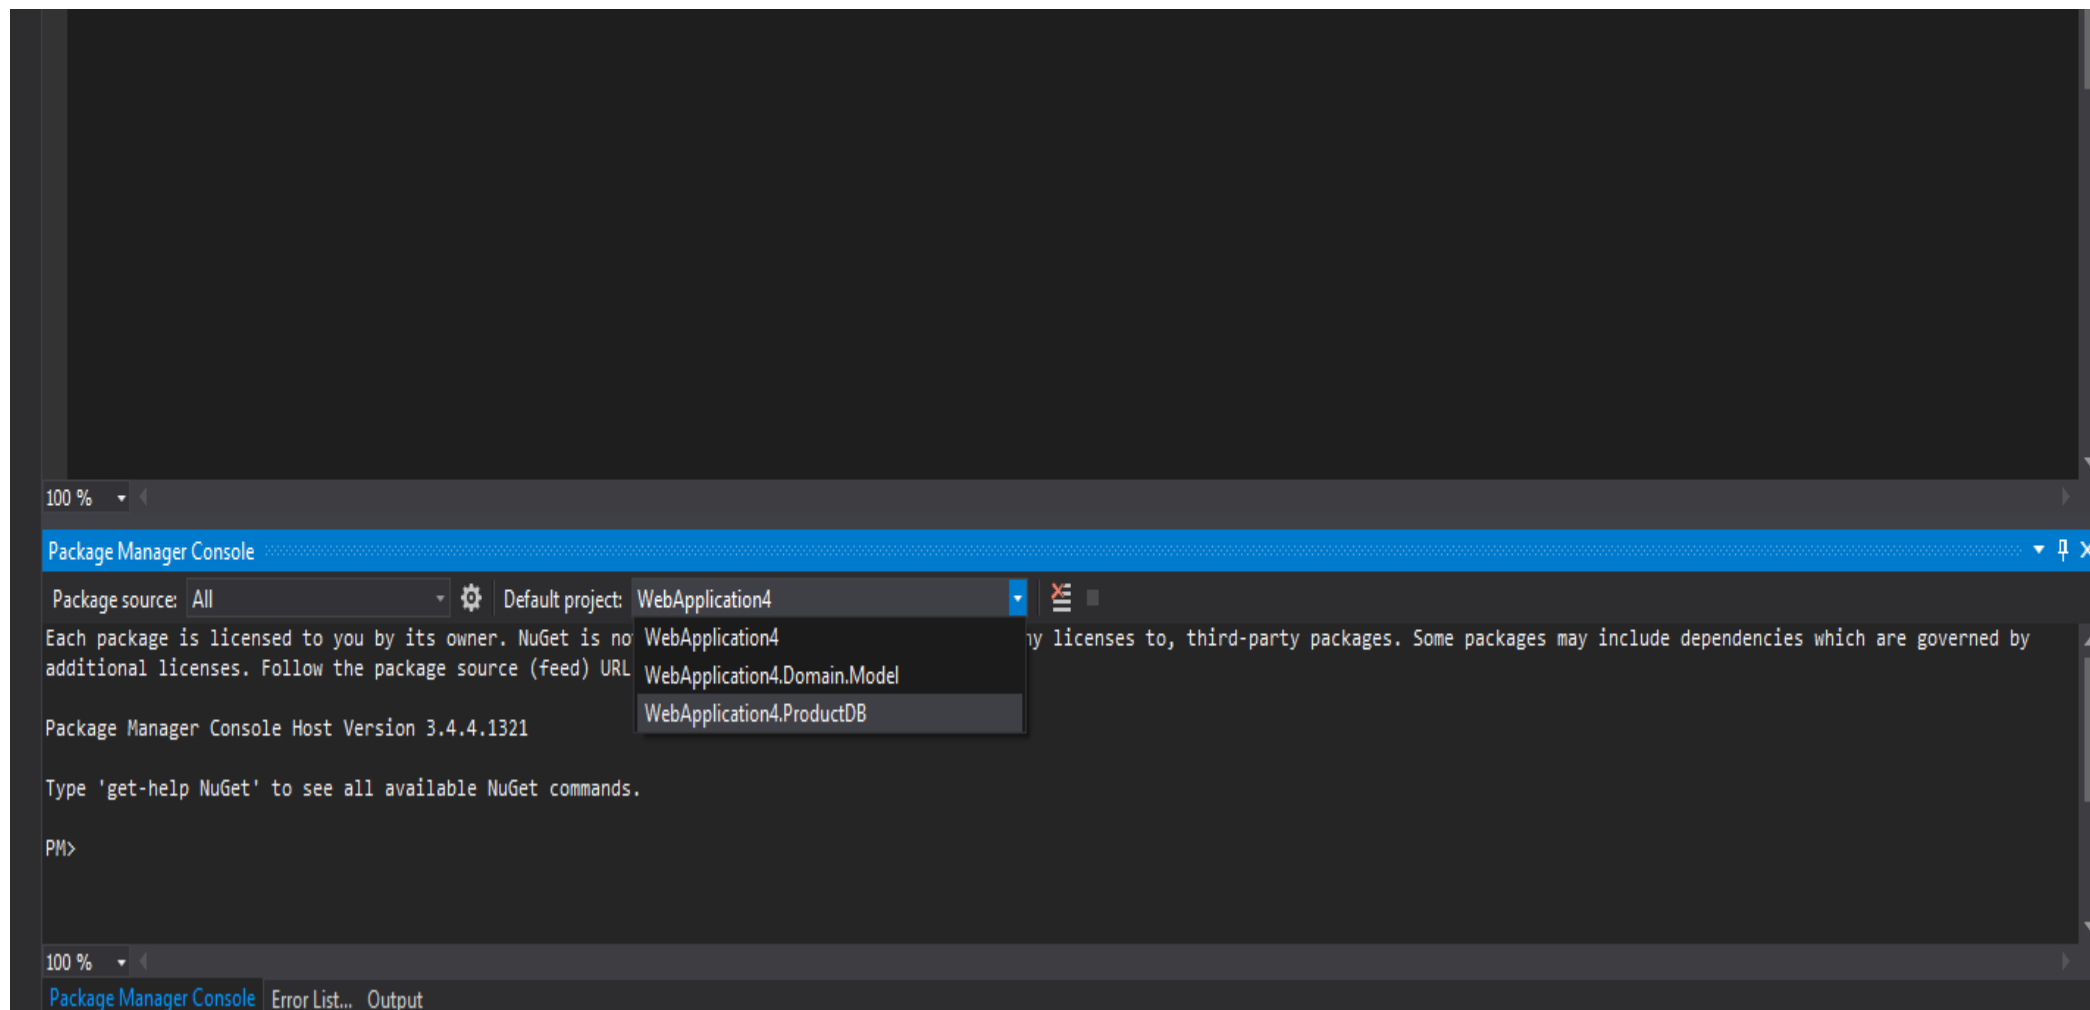 100 %
Package Manager Console
Package source: All Default project: WebApplication4
WebApplication4
WebApplication4.Domain.Model
WebApplication4.ProductDB
Each package is licensed to you by its owner. NuGet is licenses to, third-party packages. Some packages may include dependencies which are governed by
additional licenses. Follow the package source (feed) URL
Package Manager Console Host Version 3.4.4.1321
Type 'get-help NuGet' to see all available NuGet commands.
PM>
100 %
Package Manager Console Error List... Output